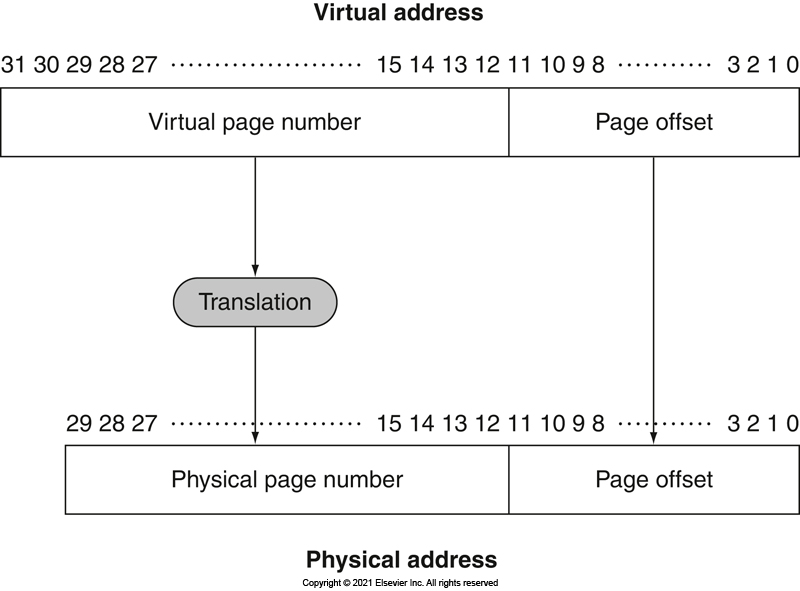 Virtual address
31 30 29 28 27 ······················ 15 14 13 12 11 10 9 8 ··········· 3 2 1 0
Virtual page number Page offset
Translation
29 28 27 ······················ 15 14 13 12 11 10 9 8 ··········· 3 2 1 0
Physical page number Page offset
Physical address
Copyright © 2021 Elsevier Inc. All rights reserved